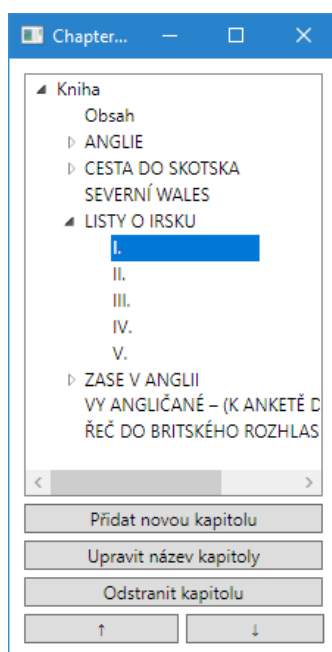 Chapter...
Kniha
Obsah
ANGLIE
CESTA DO SKOTSKA
SEVERNÍ WALES
LISTY O IRSKU
I.
II.
III.
IV.
V.
ZASE V ANGLII
VY ANGLIČANÉ – (K ANKETĚ D
ŘEČ DO BRITSKÉHO ROZHLAS
Přidat novou kapitolu
Upravit název kapitoly
Odstranit kapitolu
↑ ↓